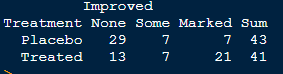 Improved
Treatment None Some Marked Sum
Placebo 29 7 7 43
Treated 13 7 21 41
>